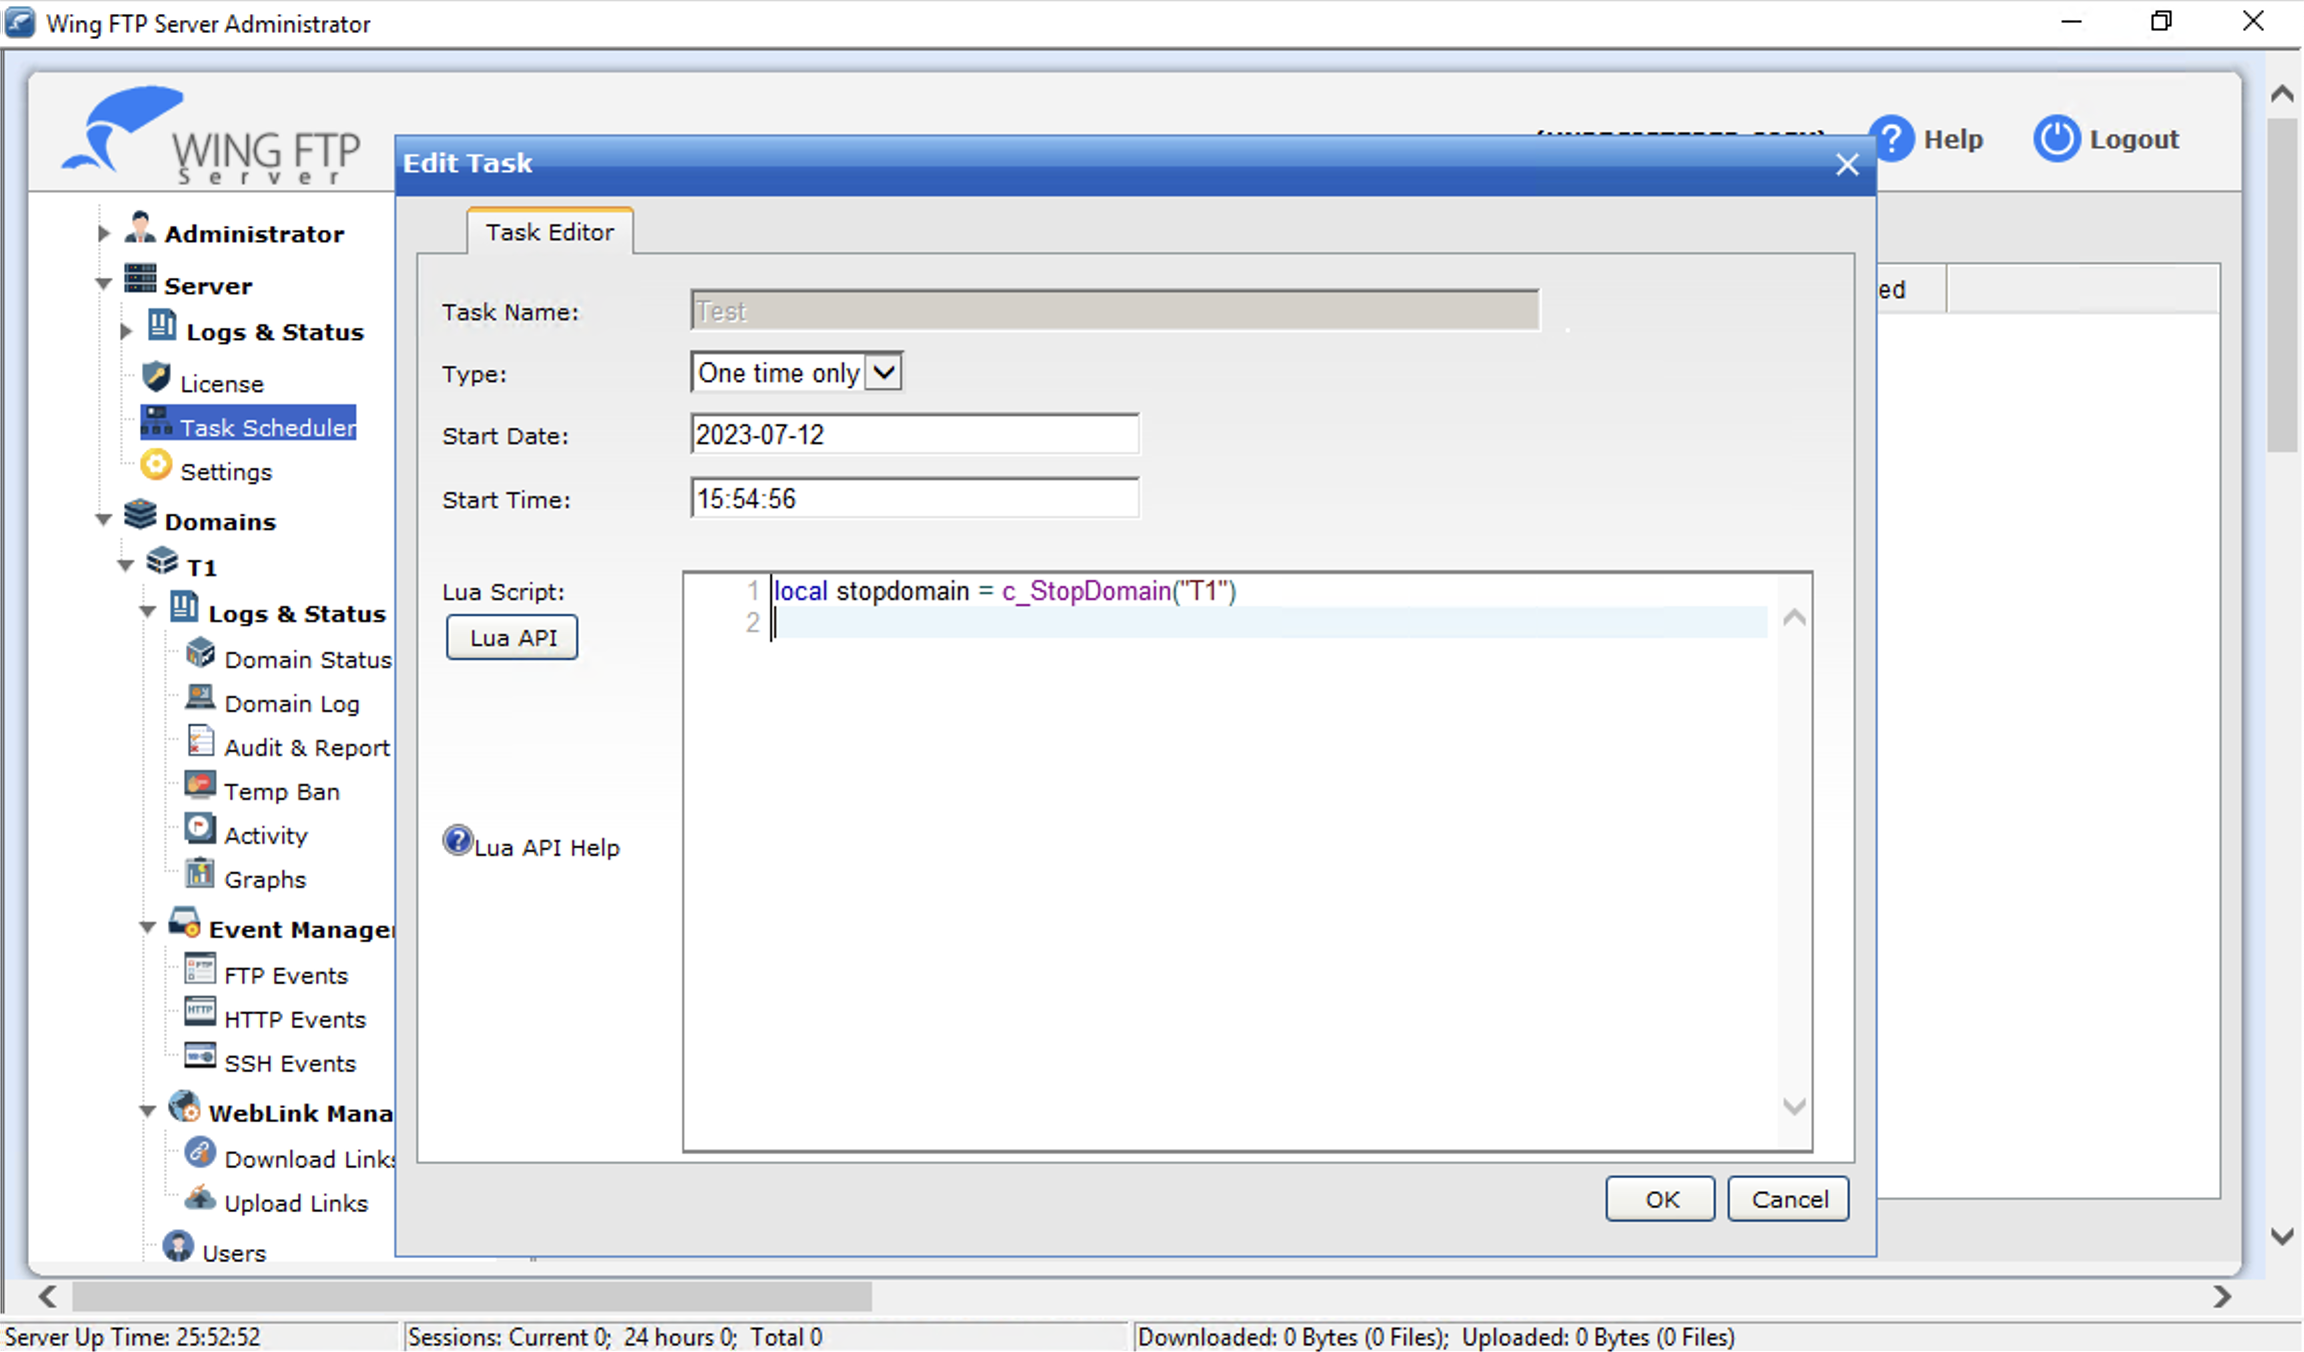 Wing FTP Server Administrator
WING FTP
Server
Help
Logout
Edit Task
Task Editor
Administrator
Server
Logs & Status
License
Task Scheduler
Settings
Domains
T1
Logs & Status
Domain Status
Domain Log
Audit & Report
Temp Ban
Activity
Graphs
Event Manager
FTP Events
HTTP Events
SSH Events
WebLink Mana
Download Links
Upload Links
Users
Task Name: Test
Type: One time only
Start Date: 2023-07-12
Start Time: 15:54:56
Lua Script:
Lua API
Lua API Help
1 local stopdomain = c_StopDomain("T1")
2
ed
OK Cancel
Server Up Time: 25:52:52 Sessions: Current 0; 24 hours 0; Total 0 Downloaded: 0 Bytes (0 Files); Uploaded: 0 Bytes (0 Files)